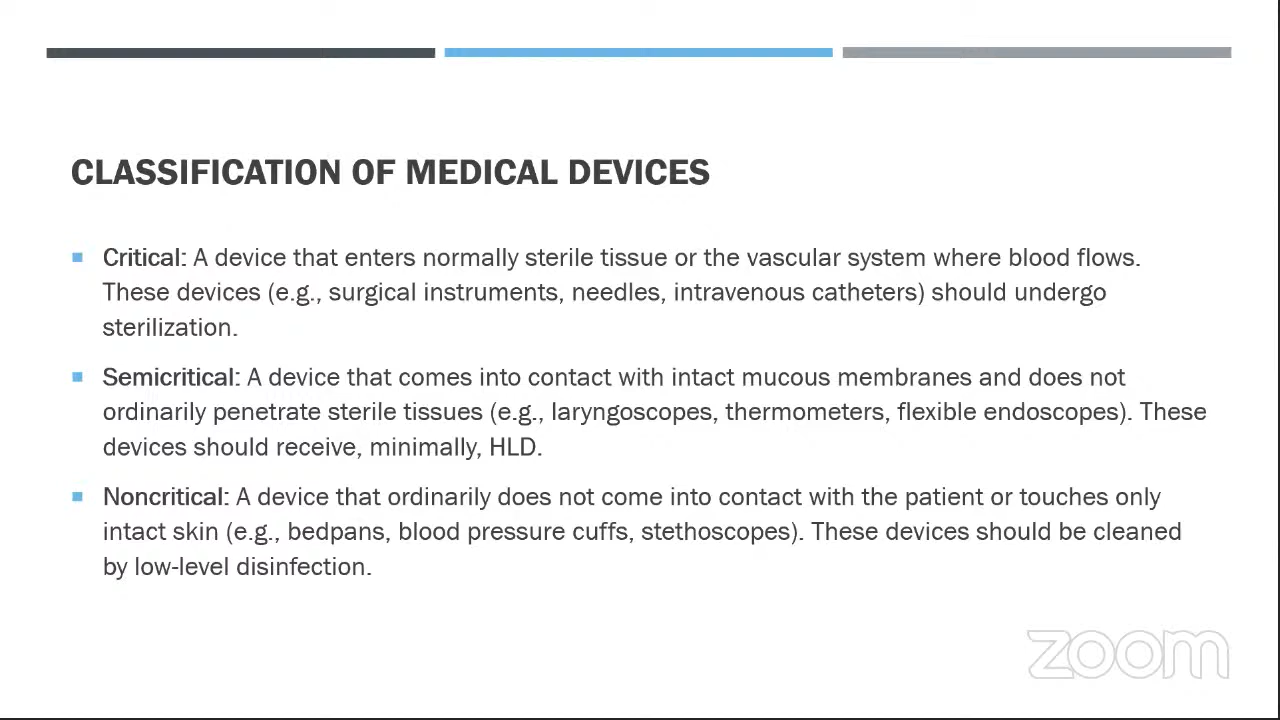 CLASSIFICATION OF MEDICAL DEVICES
Critical: A device that enters normally sterile tissue or the vascular system where blood flows.
These devices (e.g., surgical instruments, needles, intravenous catheters) should undergo
sterilization.
Semicritical: A device that comes into contact with intact mucous membranes and does not
ordinarily penetrate sterile tissues (e.g., laryngoscopes, thermometers, flexible endoscopes). These
devices should receive, minimally, HLD.
Noncritical: A device that ordinarily does not come into contact with the patient or touches only
intact skin (e.g., bedpans, blood pressure cuffs, stethoscopes). These devices should be cleaned
by low-level disinfection.
zoom